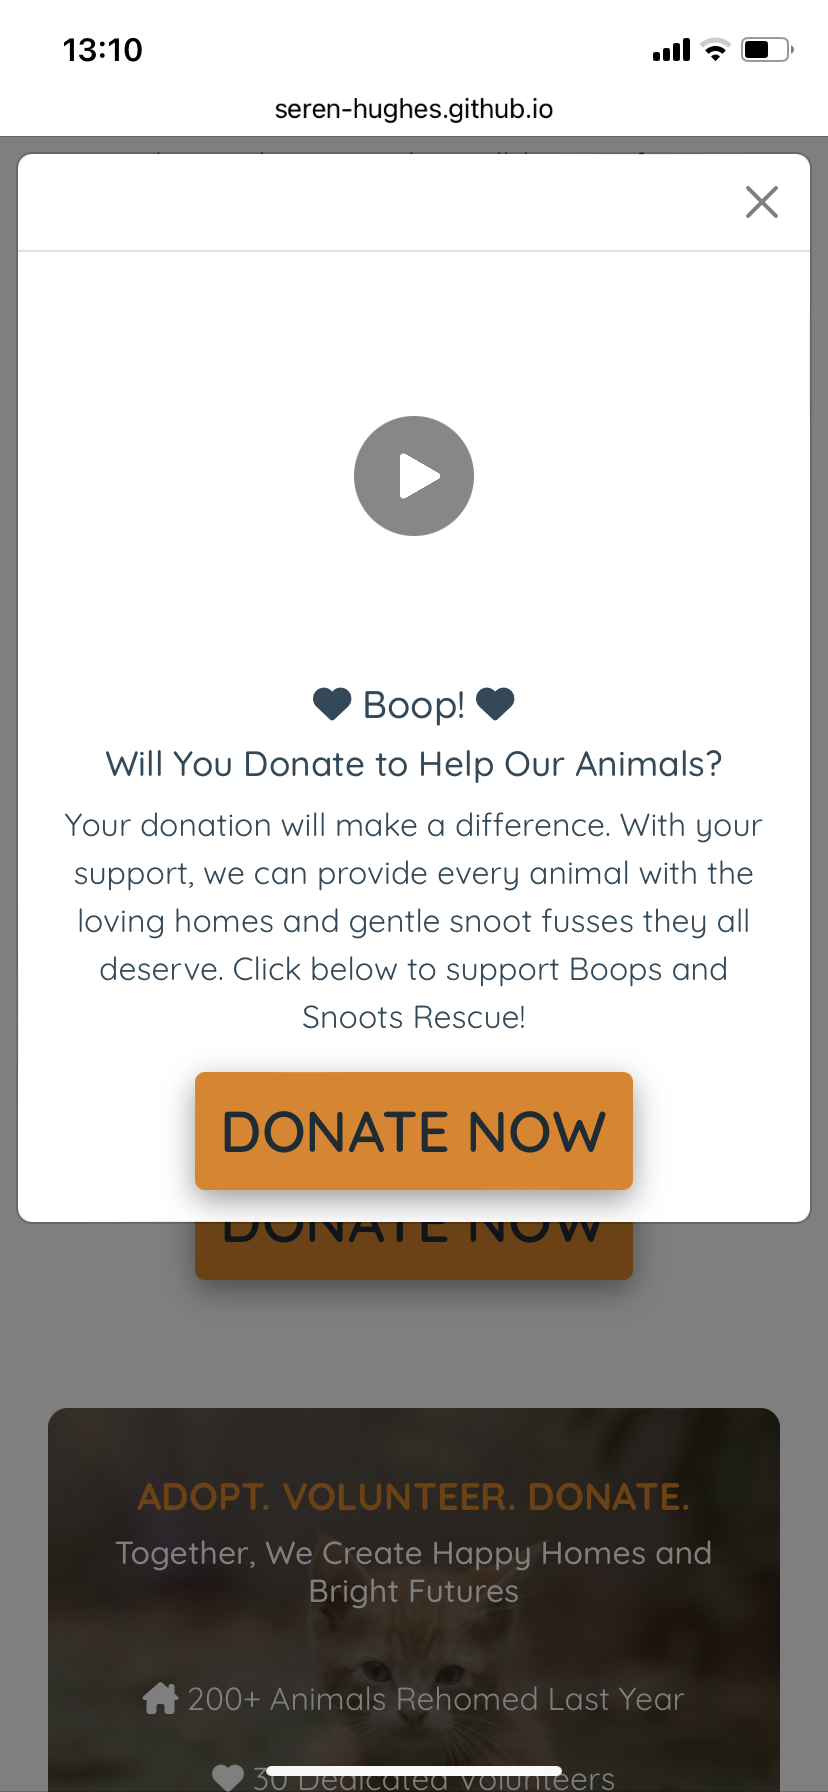 13:10
seren-hughes.github.io
Boop!
Will You Donate to Help Our Animals?
Your donation will make a difference. With your
support, we can provide every animal with the
loving homes and gentle snoot fusses they all
deserve. Click below to support Boops and
Snoots Rescue!
DONATE NOW
DONATE NOW
ADOPT. VOLUNTEER. DONATE.
Together, We Create Happy Homes and
Bright Futures
200+ Animals Rehomed Last Year
30 Dedicated Volunteers